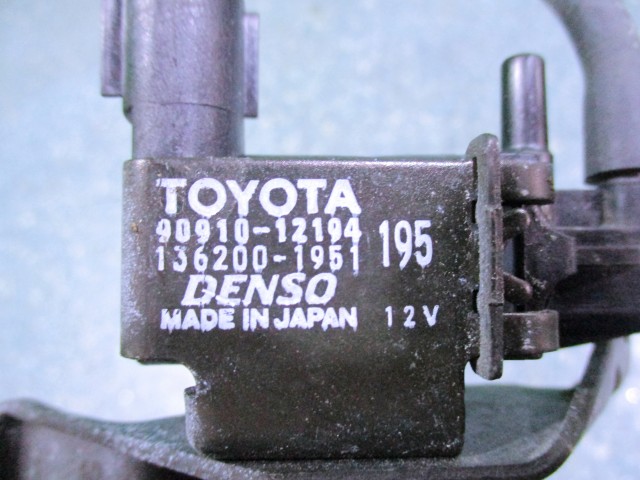 TOYOTA
90910-12194
136200-1951 195
DENSO
MADE IN JAPAN 12V